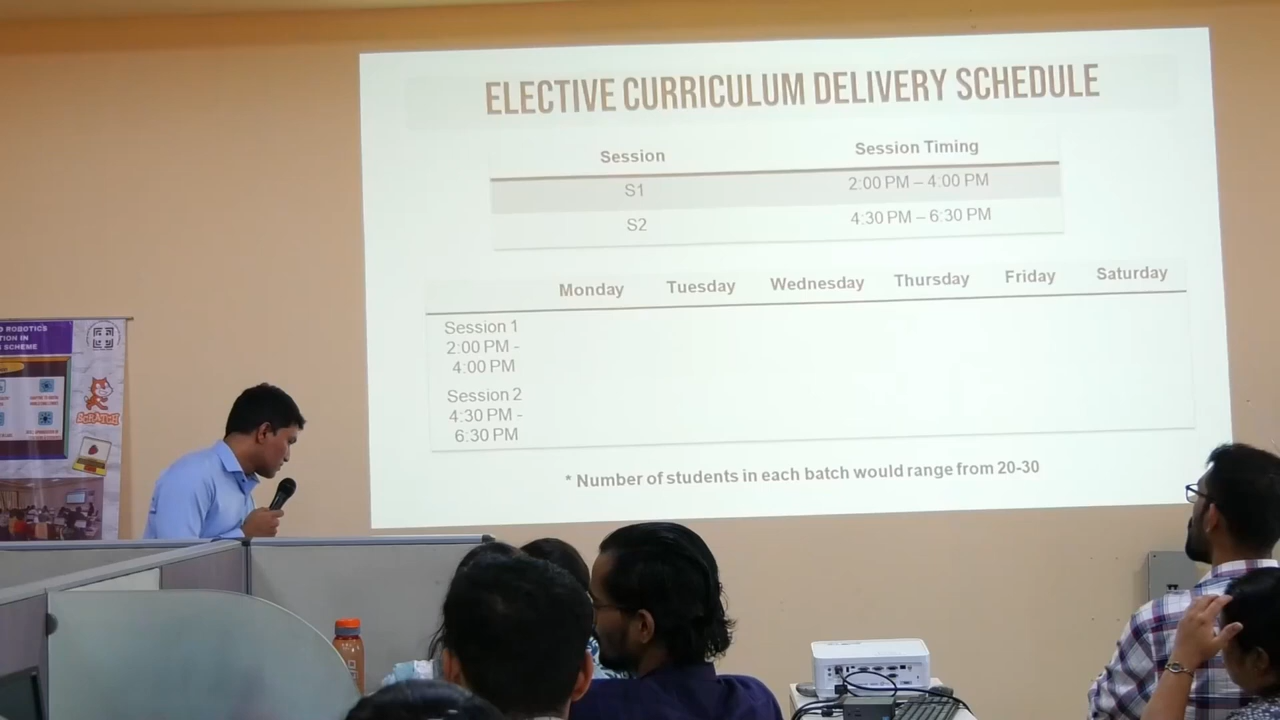 ELECTIVE CURRICULUM DELIVERY SCHEDULE
Session Session Timing
S1 2:00 PM – 4:00 PM
S2 4:30 PM – 6:30 PM
Monday Tuesday Wednesday Thursday Friday Saturday
Session 1
2:00 PM -
4:00 PM
Session 2
4:30 PM -
6:30 PM
* Number of students in each batch would range from 20-30
ROBOTICS
TION IN
SCHEME
SCRATCH